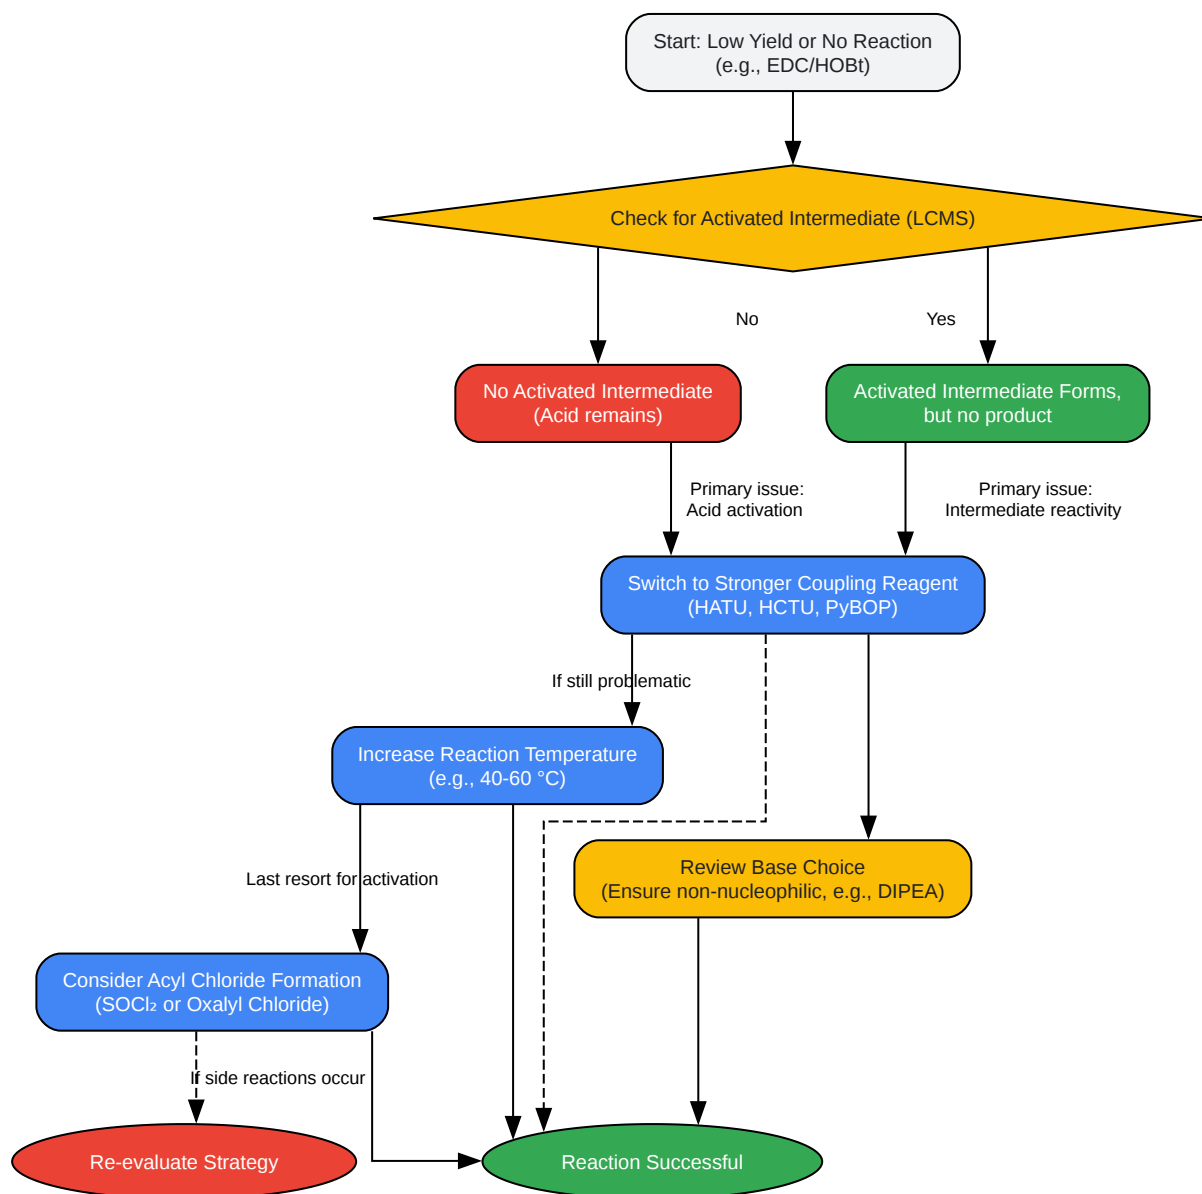 Start: Low Yield or No Reaction
(e.g., EDC/HOBt)
Check for Activated Intermediate (LCMS)
No
Yes
No Activated Intermediate
(Acid remains)
Activated Intermediate Forms,
but no product
Primary issue:
Acid activation
Primary issue:
Intermediate reactivity
Switch to Stronger Coupling Reagent
(HATU, HCTU, PyBOP)
If still problematic
Increase Reaction Temperature
(e.g., 40-60 °C)
Review Base Choice
(Ensure non-nucleophilic, e.g., DIPEA)
Last resort for activation
Consider Acyl Chloride Formation
(SOCl₂ or Oxalyl Chloride)
If side reactions occur
Re-evaluate Strategy
Reaction Successful